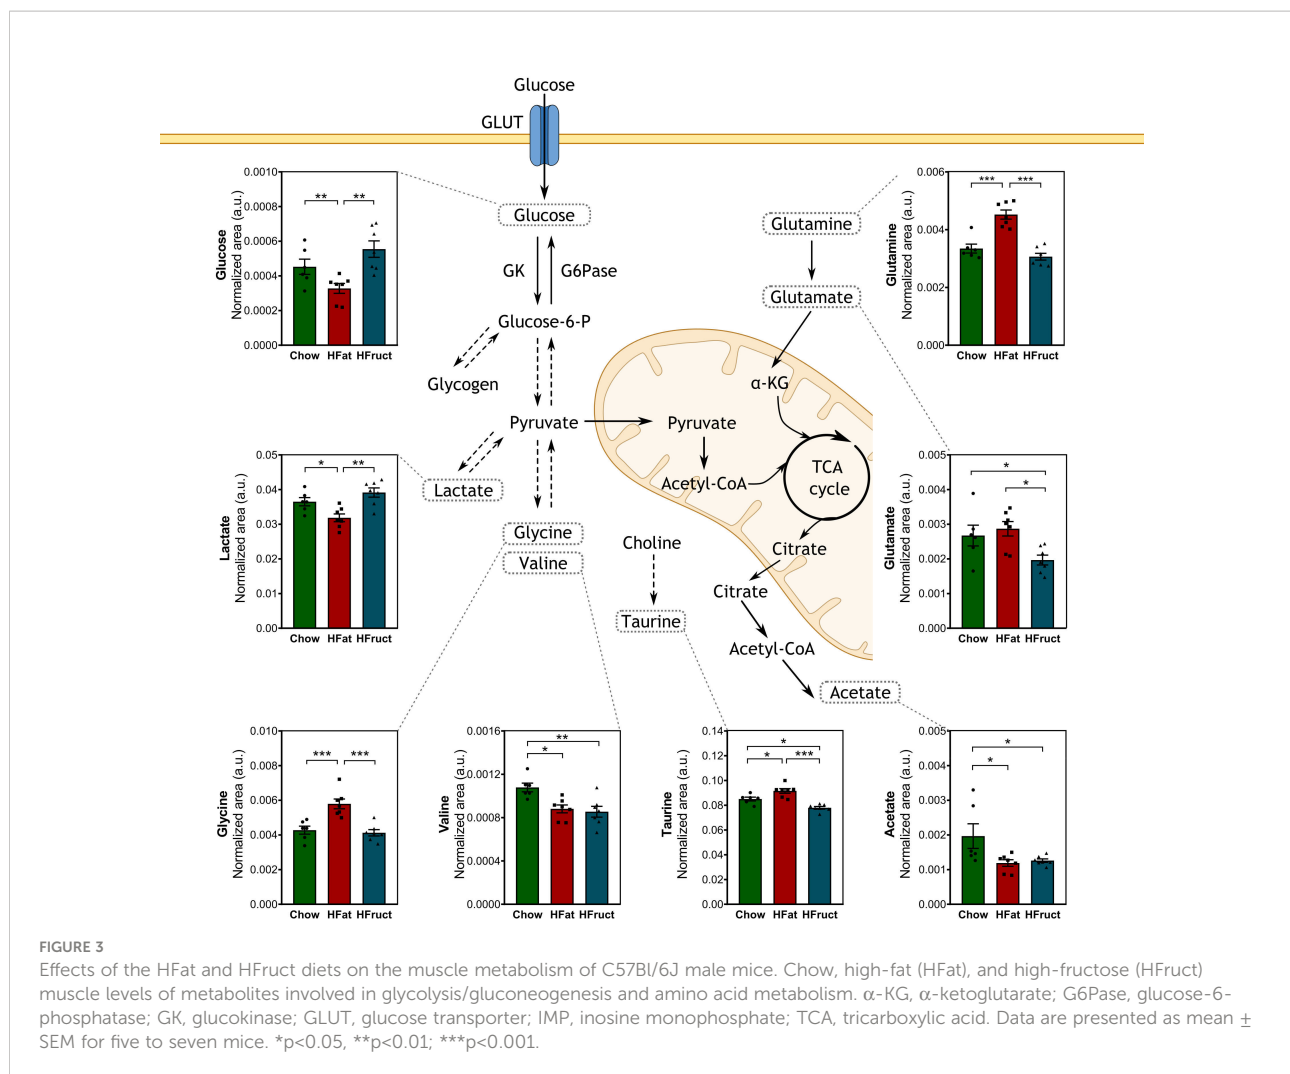 Glucose
GLUT
Glucose
GK
G6Pase
Glucose-6-P
Glycogen
Pyruvate
Lactate
Glycine
Valine
Pyruvate
Acetyl-CoA
TCA
cycle
α-KG
Glutamine
Glutamate
Citrate
Citrate
Acetyl-CoA
Acetate
Choline
Taurine
Glucose
Normalized area (a.u.)
0.0010
0.0008
0.0006
0.0004
0.0002
0.0000
** **
Chow HFat HFruct
Glutamine
Normalized area (a.u.)
0.006
0.004
0.002
0.000
*** ***
Chow HFat HFruct
Lactate
Normalized area (a.u.)
0.05
0.04
0.03
0.02
0.01
0.00
* **
Chow HFat HFruct
Glutamate
Normalized area (a.u.)
0.005
0.004
0.003
0.002
0.001
0.000
*
*
Chow HFat HFruct
Glycine
Normalized area (a.u.)
0.010
0.008
0.006
0.004
0.002
0.000
*** ***
Chow HFat HFruct
Valine
Normalized area (a.u.)
0.0016
0.0012
0.0008
0.0004
0.0000
**
*
Chow HFat HFruct
Taurine
Normalized area (a.u.)
0.14
0.12
0.10
0.08
0.06
0.04
0.02
0.00
*
* ***
Chow HFat HFruct
Acetate
Normalized area (a.u.)
0.005
0.004
0.003
0.002
0.001
0.000
*
*
Chow HFat HFruct
FIGURE 3
Effects of the HFat and HFruct diets on the muscle metabolism of C57Bl/6J male mice. Chow, high-fat (HFat), and high-fructose (HFruct)
muscle levels of metabolites involved in glycolysis/gluconeogenesis and amino acid metabolism. α-KG, α-ketoglutarate; G6Pase, glucose-6-
phosphatase; GK, glucokinase; GLUT, glucose transporter; IMP, inosine monophosphate; TCA, tricarboxylic acid. Data are presented as mean ±
SEM for five to seven mice. *p<0.05, **p<0.01; ***p<0.001.